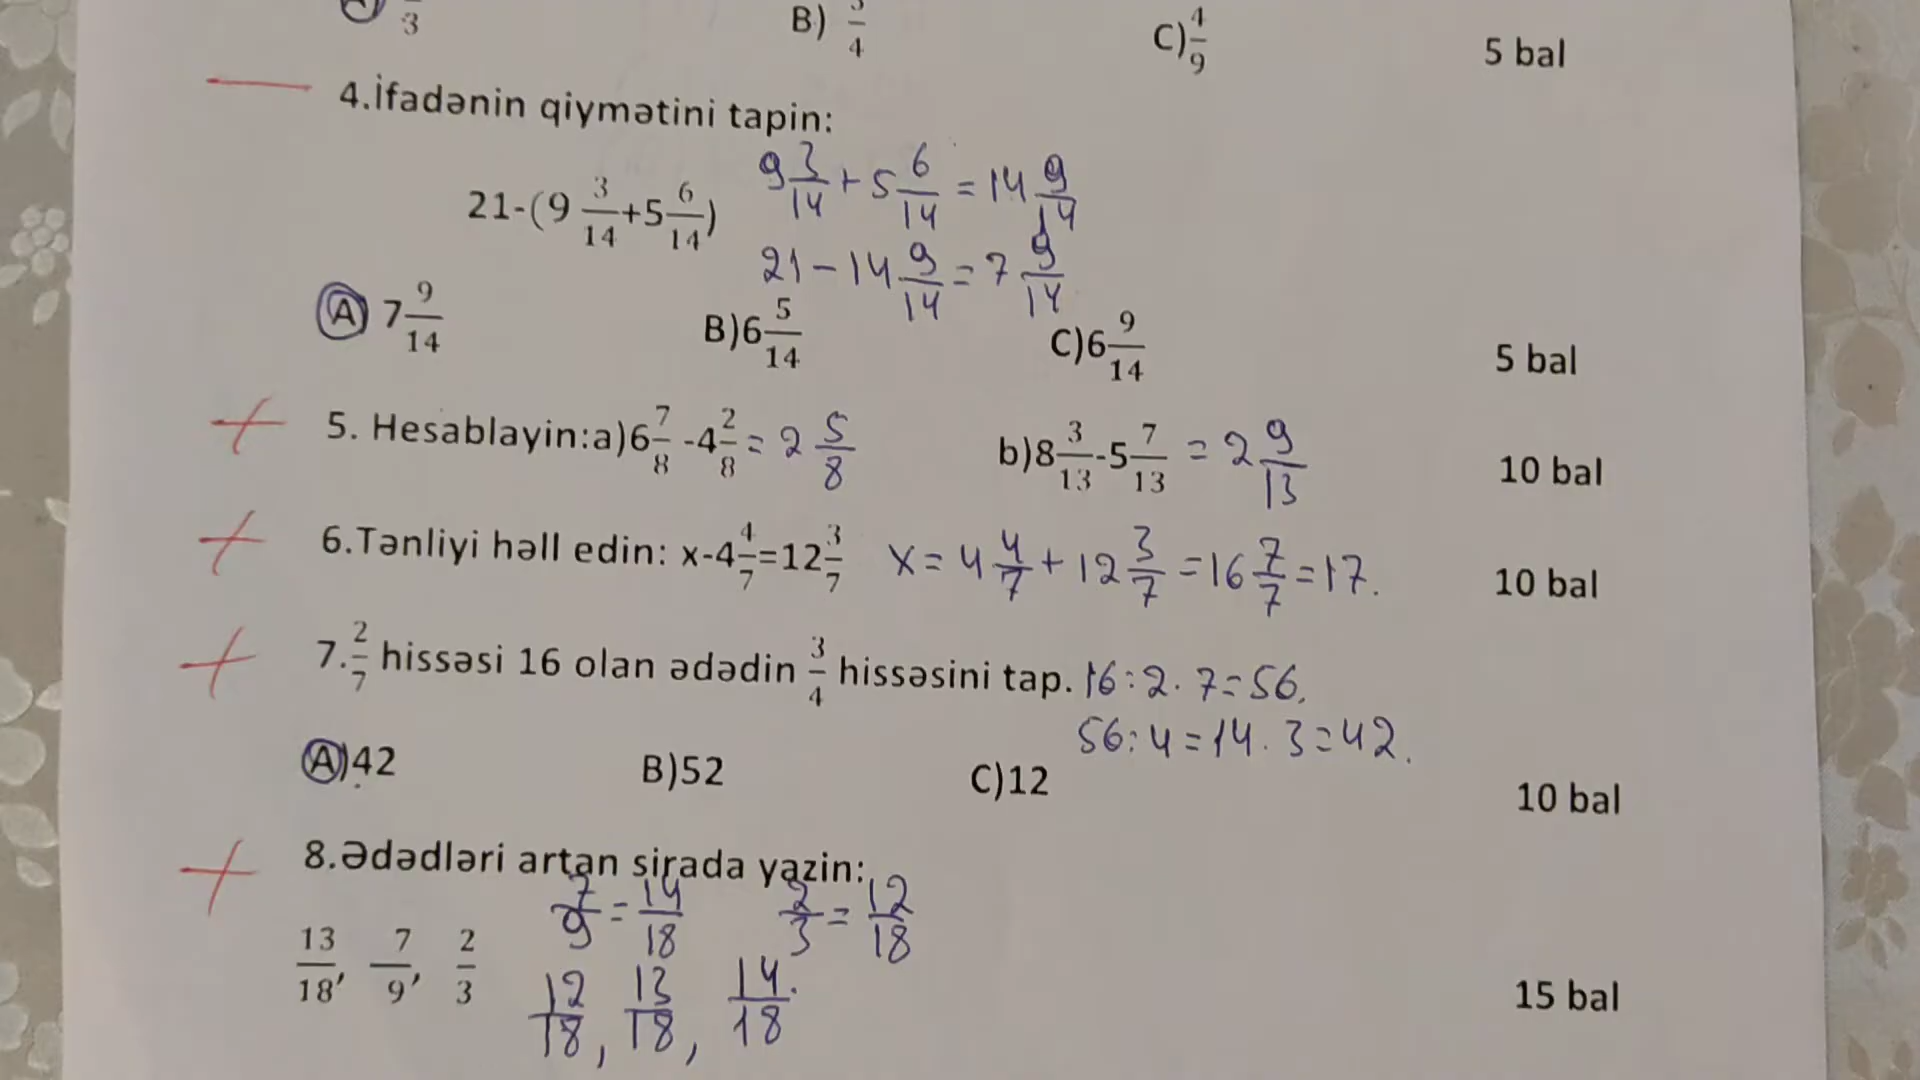 A) /3 B) /4 C) 4/9 5 bal
4.İfadənin qiymətini tapin:
21-(9 3/14+5 6/14) 9 3/14 + 5 6/14 = 14 9/14
21 - 14 9/14 = 7 9/14
A) 7 9/14 B)6 5/14 C)6 9/14 5 bal
5. Hesablayin:a)6 7/8 -4 2/8 = 2 5/8 b)8 3/13-5 7/13 = 2 9/13 10 bal
6.Tənliyi həll edin: x-4 4/7=12 3/7 x = 4 4/7 + 12 3/7 = 16 7/7 = 17. 10 bal
7. 2/7 hissəsi 16 olan ədədin 3/4 hissəsini tap. 16:2.7=56.
56:4=14.3=42.
A)42 B)52 C)12 10 bal
8.Ədədləri artan sirada yazin:
7/9 = 14/18 2/3 = 12/18
13/18, 7/9, 2/3 12/18, 13/18, 14/18. 15 bal